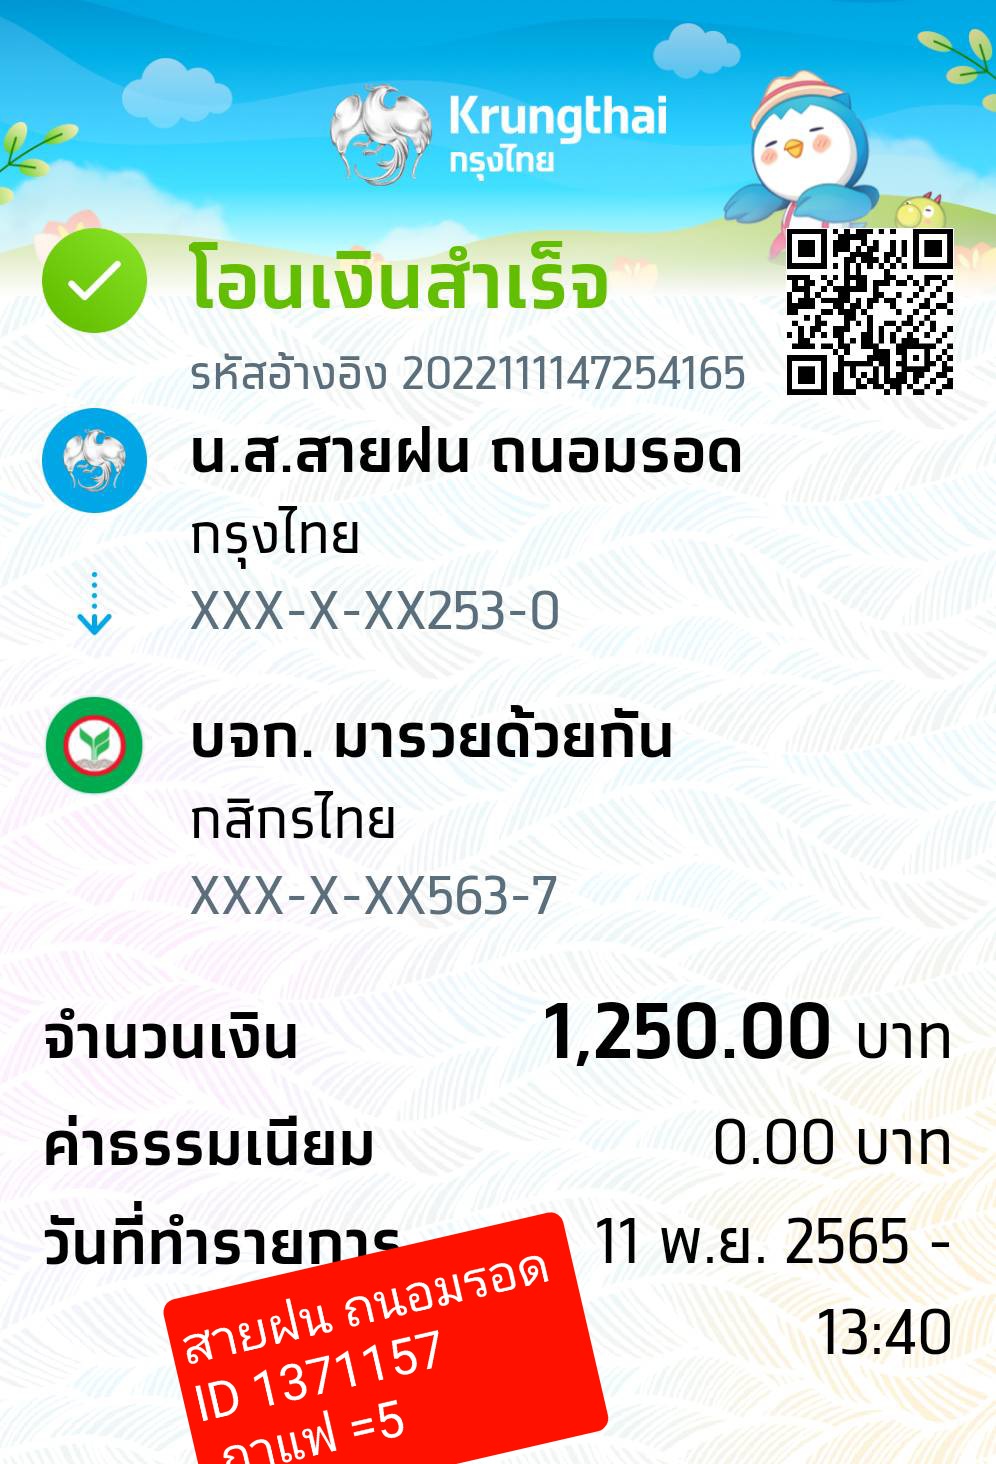 Krungthai
กรุงไทย
โอนเงินสำเร็จ
รหัสอ้างอิง 2022111147254165
น.ส.สายฝน ถนอมรอด
กรุงไทย
XXX-X-XX253-0
บจก. มารวยด้วยกัน
กสิกรไทย
XXX-X-XX563-7
จำนวนเงิน 1,250.00 บาท
ค่าธรรมเนียม 0.00 บาท
วันที่ทำรายการ 11 พ.ย. 2565 -
13:40
สายฝน ถนอมรอด
ID 1371157
กาแฟ =5